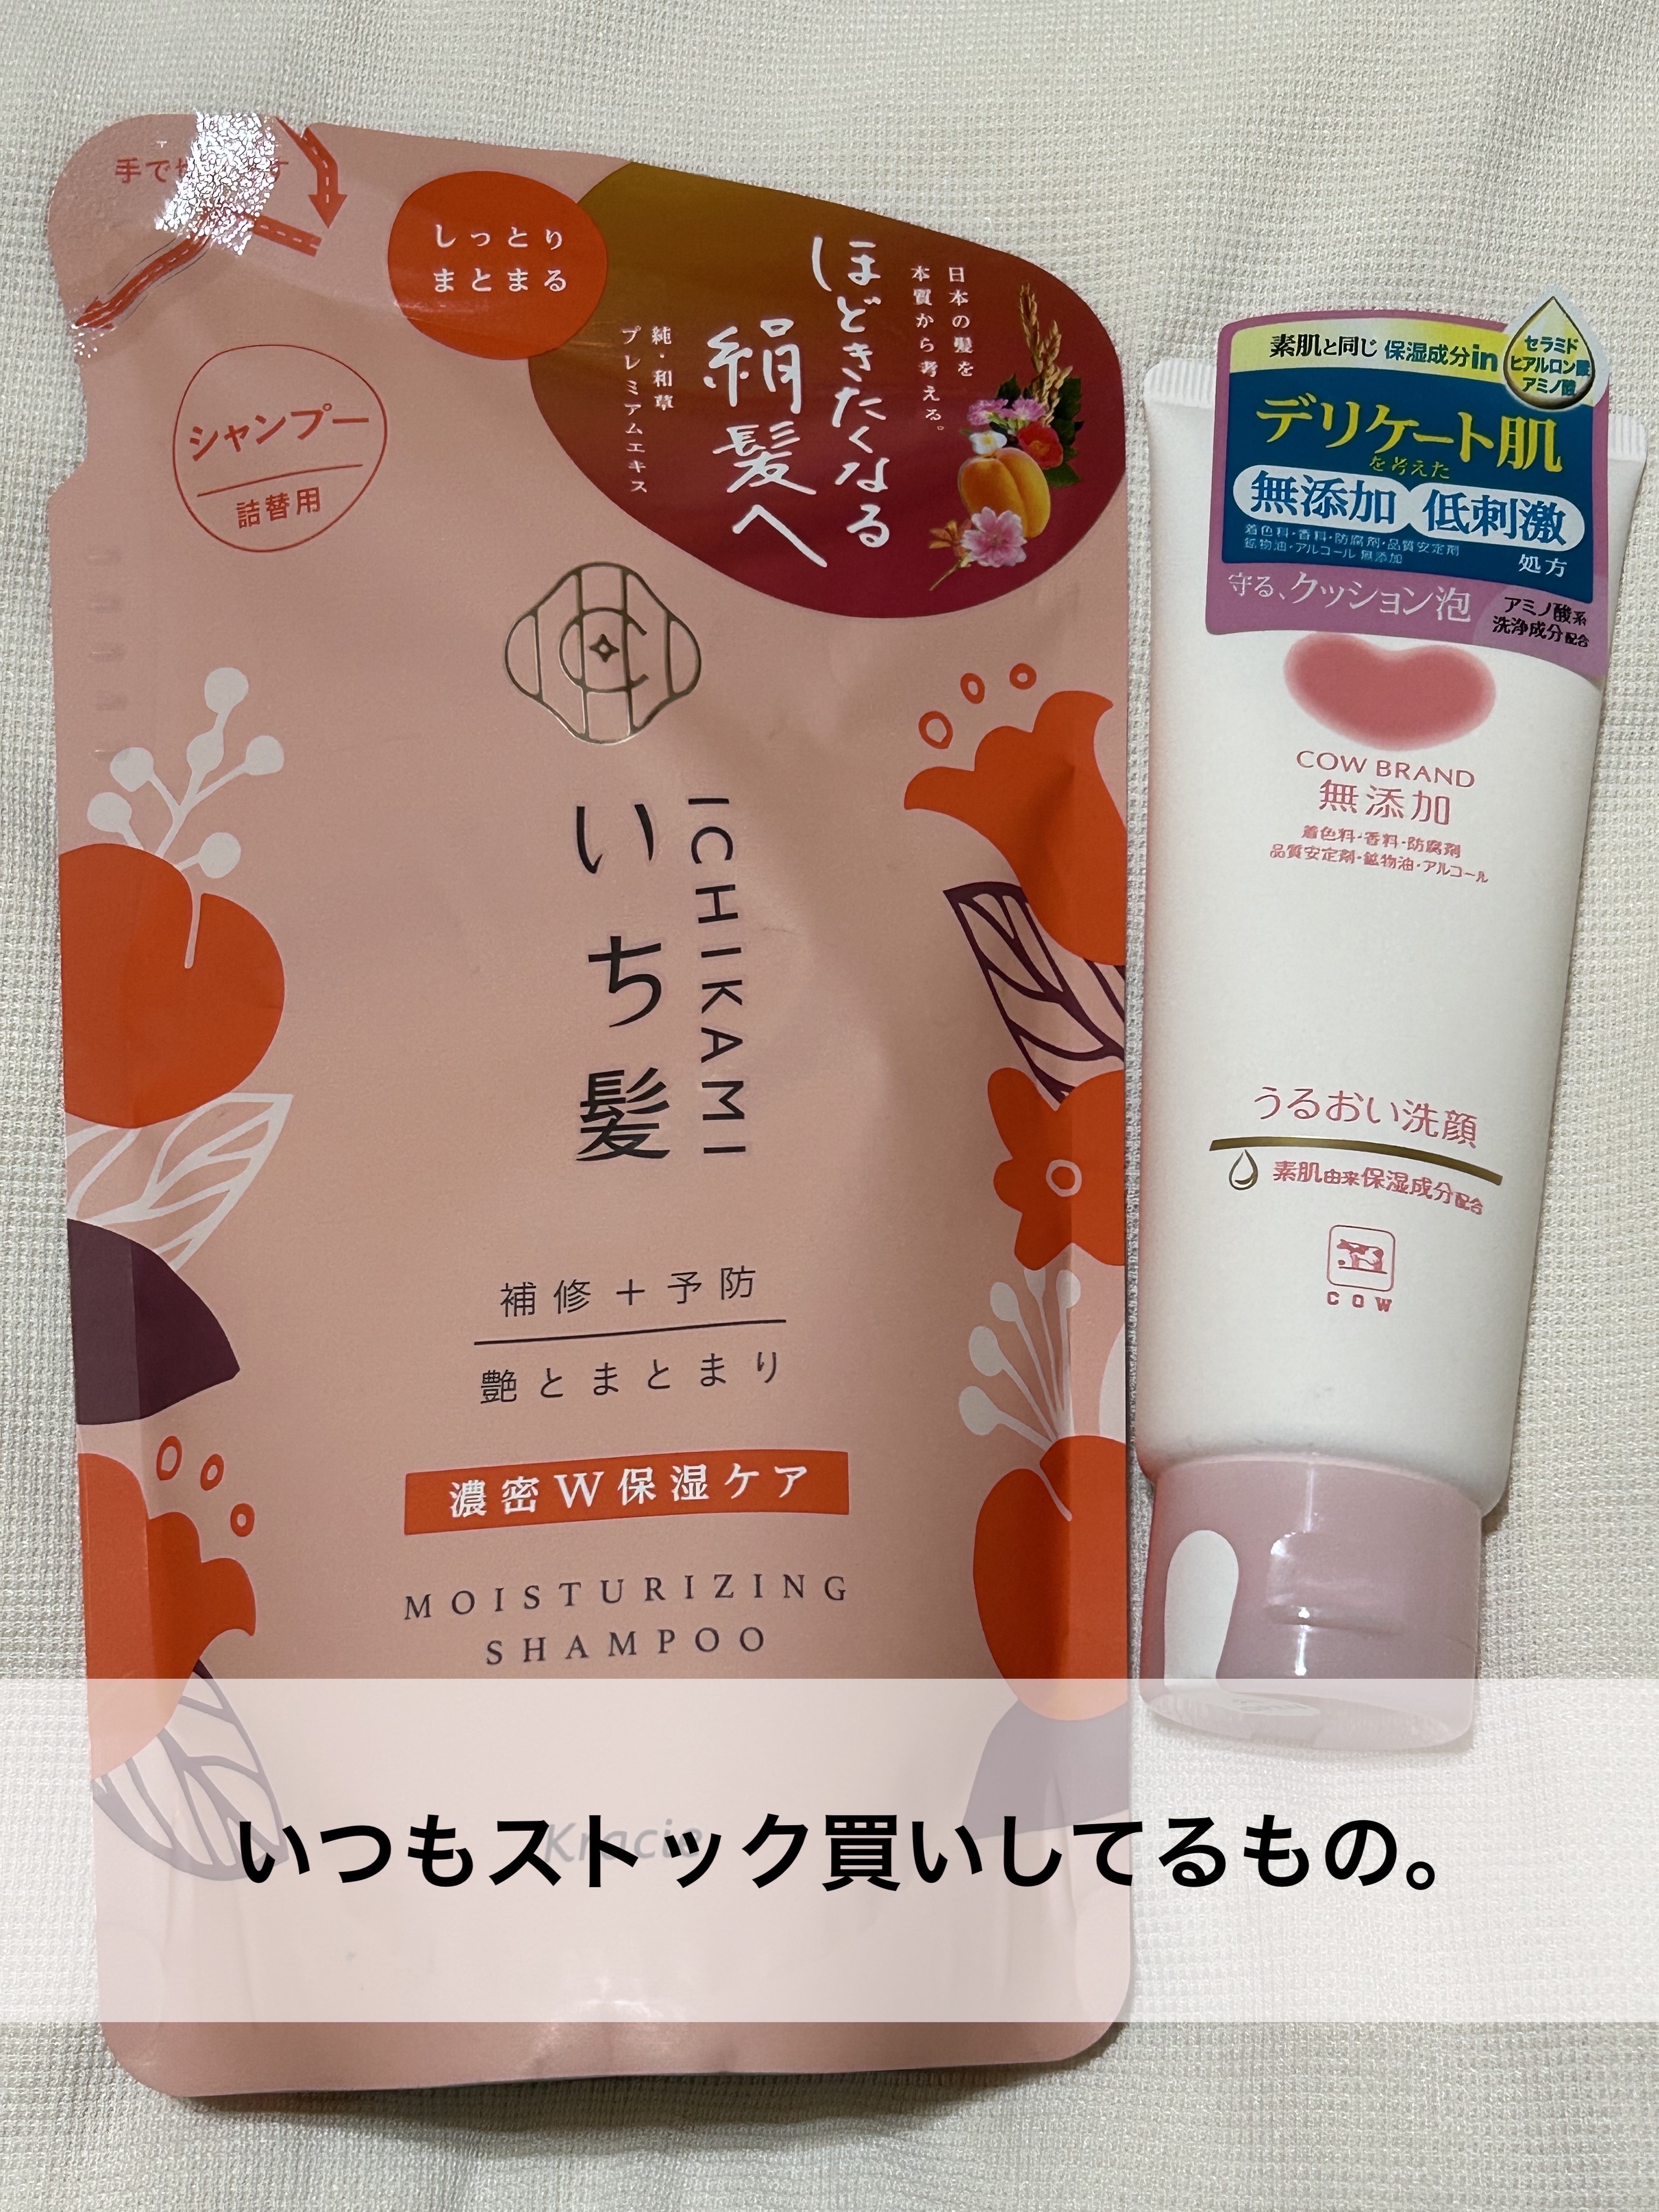 しっとり
まとまる
日本の髪を
本質から考える。
ほどきたくなる
絹髪へ
純・和草
プレミアムエキス
シャンプー
詰替用
いち髪
ICHIKAMI
補修+予防
艶とまとまり
濃密W保湿ケア
MOISTURIZING
SHAMPOO
Kracie
素肌と同じ 保湿成分in
セラミド
ヒアルロン酸
アミノ酸
デリケート肌
を考えた
無添加 低刺激
着色料・香料・防腐剤・品質安定剤
鉱物油・アルコール 無添加
処方
守る、クッション泡
アミノ酸系
洗浄成分配合
COW BRAND
無添加
着色料・香料・防腐剤
品質安定剤・鉱物油・アルコール
うるおい洗顔
素肌由来保湿成分配合
COW
いつもストック買いしてるもの。